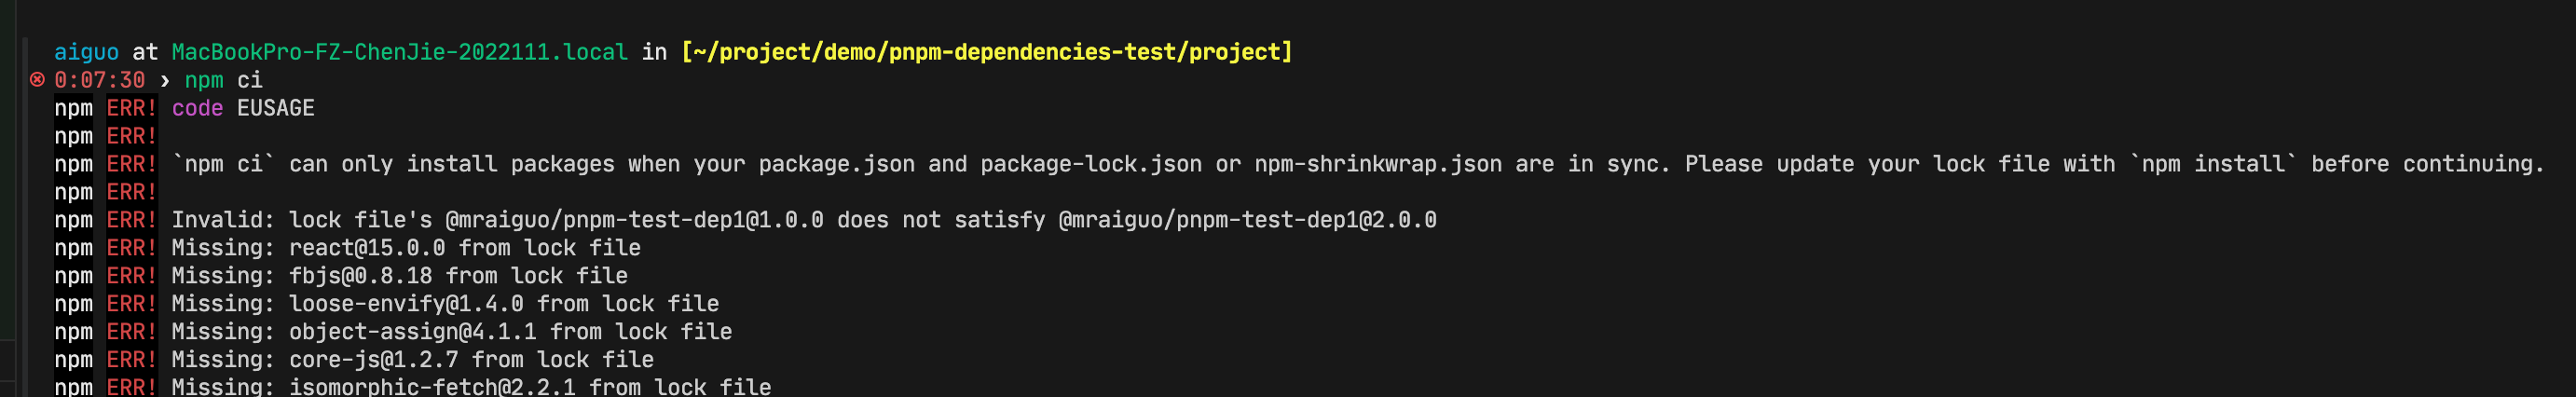 aiguo at MacBookPro-FZ-ChenJie-2022111.local in [~/project/demo/pnpm-dependencies-test/project]
0:07:30 › npm ci
npm ERR! code EUSAGE
npm ERR!
npm ERR! `npm ci` can only install packages when your package.json and package-lock.json or npm-shrinkwrap.json are in sync. Please update your lock file with `npm install` before continuing.
npm ERR!
npm ERR! Invalid: lock file's @mraiguo/pnpm-test-dep1@1.0.0 does not satisfy @mraiguo/pnpm-test-dep1@2.0.0
npm ERR! Missing: react@15.0.0 from lock file
npm ERR! Missing: fbjs@0.8.18 from lock file
npm ERR! Missing: loose-envify@1.4.0 from lock file
npm ERR! Missing: object-assign@4.1.1 from lock file
npm ERR! Missing: core-js@1.2.7 from lock file
npm ERR! Missing: isomorphic-fetch@2.2.1 from lock file